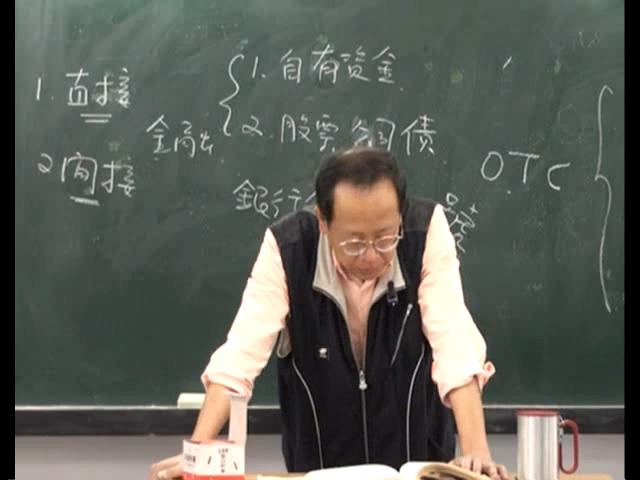 1. 直接
1. 自有資金
金融
2. 股票 公司債
2 間接
銀行
OTC